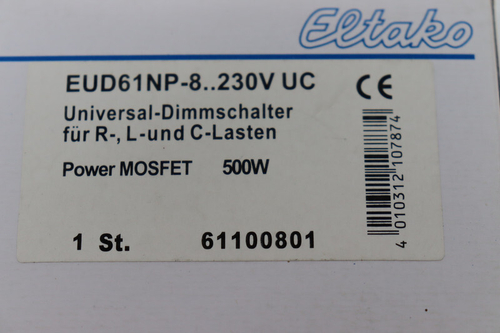 Eltako
EUD61NP-8..230V UC
CE
Universal-Dimmschalter
für R-, L-und C-Lasten
Power MOSFET 500W
1 St. 61100801
4 010312 107874